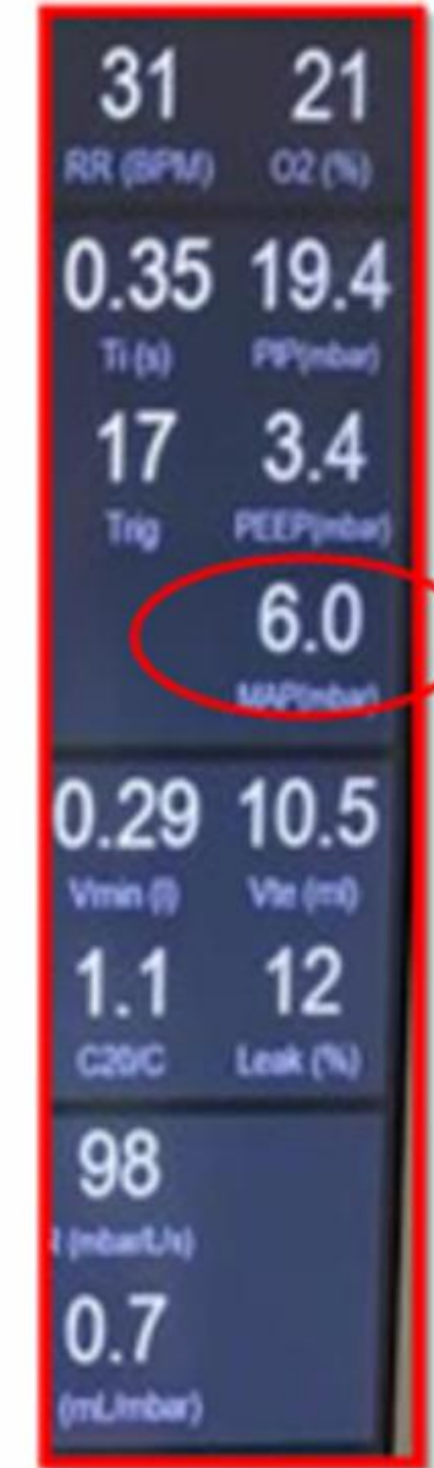 31 21
RR (BPM) O2 (%)
0.35 19.4
Ti (s) PIP(mbar)
17 3.4
Trig PEEP(mbar)
6.0
MAP(mbar)
0.29 10.5
Vmin (l) Vte (ml)
1.1 12
C20/C Leak (%)
98
(mbar/L/s)
0.7
(mL/mbar)